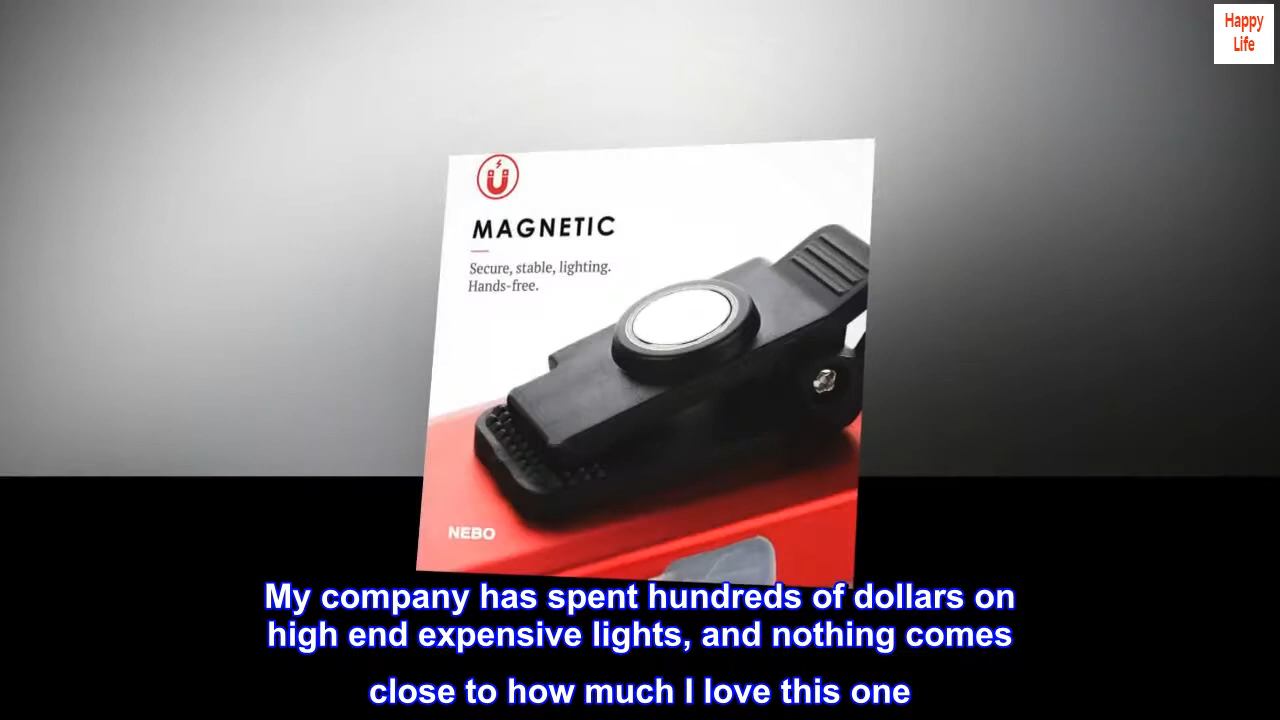 Happy
Life
MAGNETIC
Secure, stable, lighting.
Hands-free.
NEBO
My company has spent hundreds of dollars on
high end expensive lights, and nothing comes
close to how much I love this one